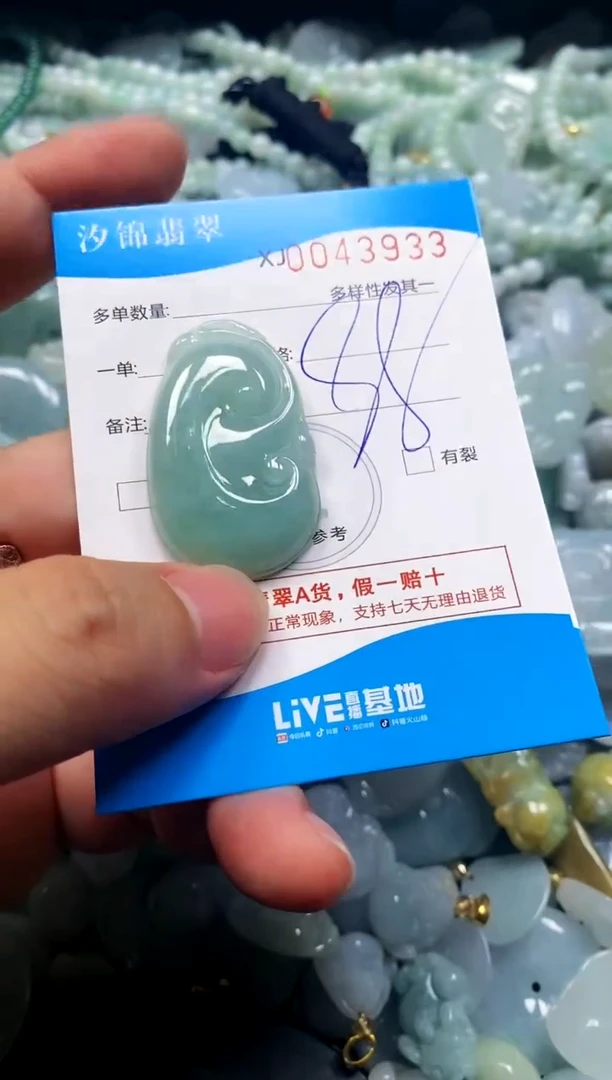 汐锦翡翠
XJ0043933
多样性发其一
多单数量:
一单:
格:
备注:
有裂
参考
翠A货，假一赔十
正常现象，支持七天无理由退货
LiVE直播基地